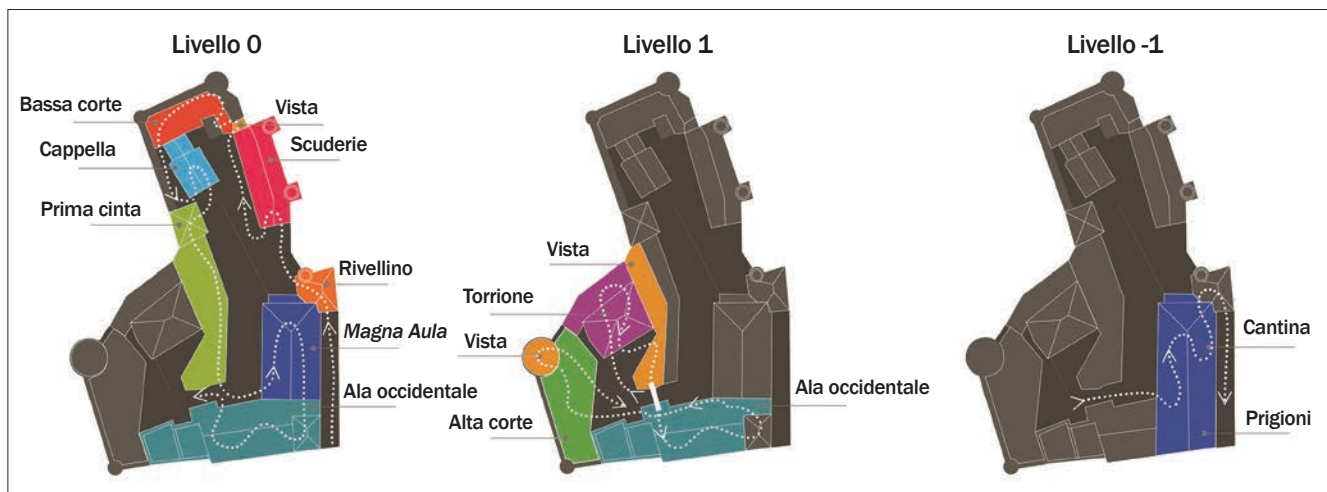 Livello 0
Bassa corte
Vista
Cappella
Scuderie
Prima cinta
Rivellino
Magna Aula
Ala occidentale
Livello 1
Vista
Torrione
Vista
Alta corte
Ala occidentale
Livello -1
Cantina
Prigioni